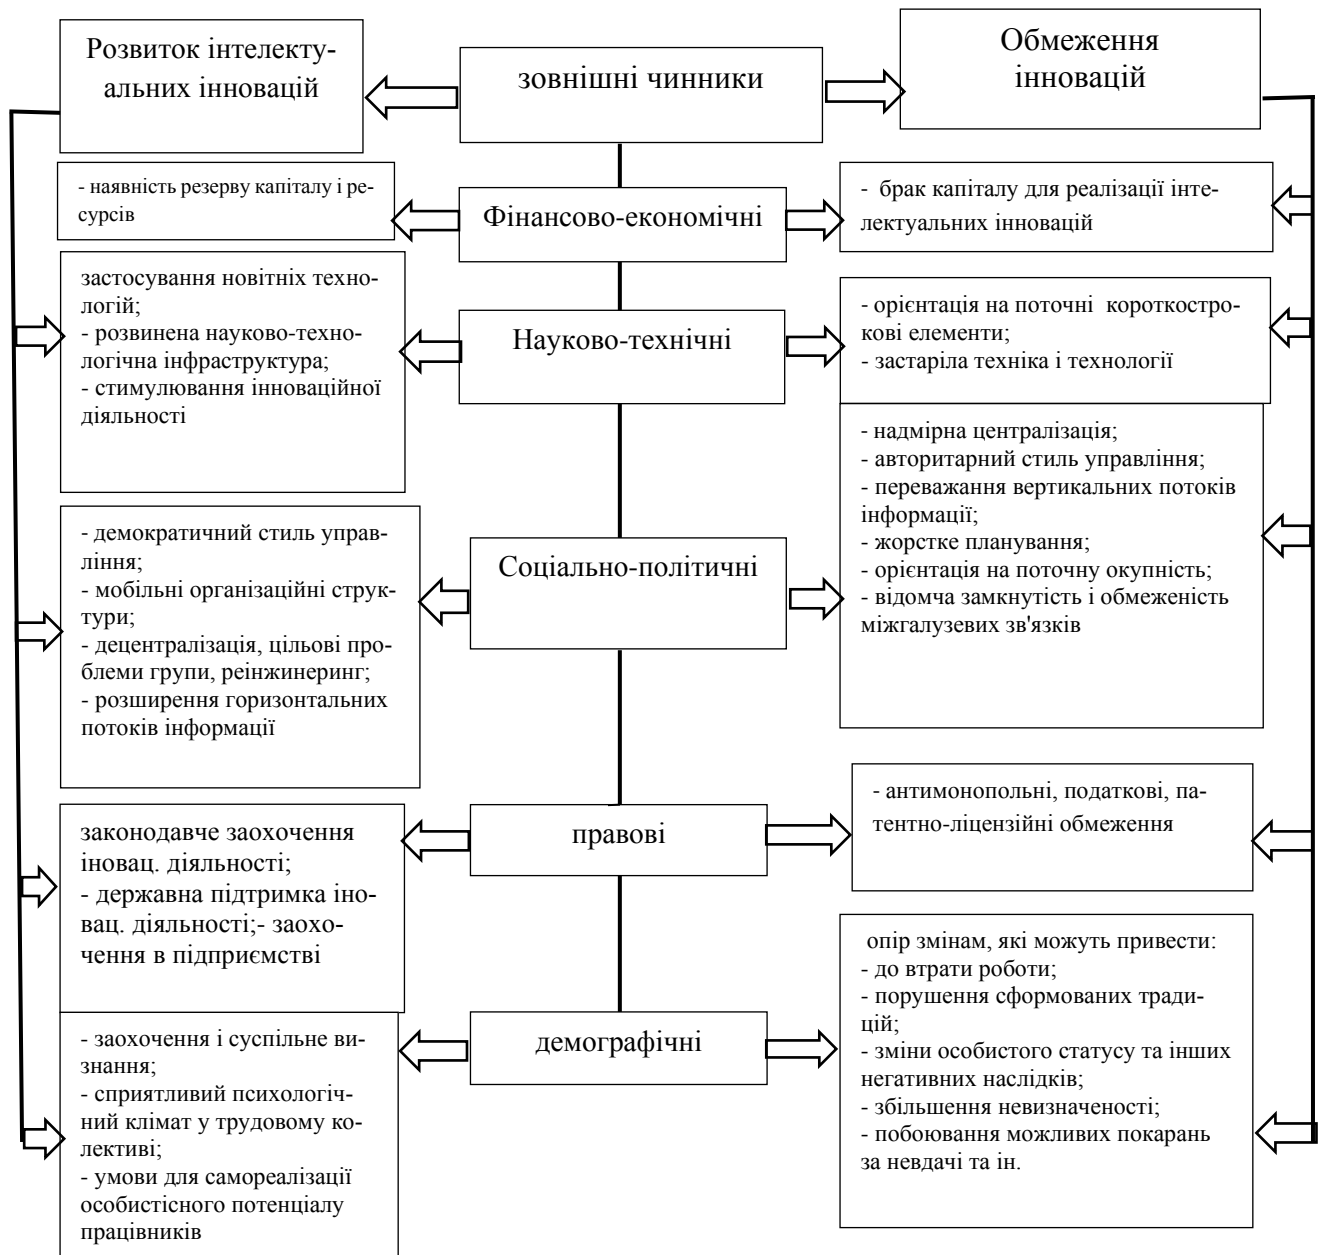 Розвиток інтелекту-
альних інновацій
зовнішні чинники
Обмеження
інновацій
- наявність резерву капіталу і ре-
сурсів
Фінансово-економічні
- брак капіталу для реалізації інте-
лектуальних інновацій
застосування новітніх техно-
логій;
- розвинена науково-техно-
логічна інфраструктура;
- стимулювання інноваційної
діяльності
Науково-технічні
- орієнтація на поточні короткостро-
кові елементи;
- застаріла техніка і технології
- демократичний стиль управ-
ління;
- мобільні організаційні струк-
тури;
- децентралізація, цільові про-
блеми групи, реінжинеринг;
- розширення горизонтальних
потоків інформації
Соціально-політичні
- надмірна централізація;
- авторитарний стиль управління;
- переважання вертикальних потоків
інформації;
- жорстке планування;
- орієнтація на поточну окупність;
- відомча замкнутість і обмеженість
міжгалузевих зв'язків
законодавче заохочення
іновац. діяльності;
- державна підтримка іно-
вац. діяльності;- заохо-
чення в підприємстві
правові
- антимонопольні, податкові, па-
тентно-ліцензійні обмеження
- заохочення і суспільне ви-
знання;
- сприятливий психологіч-
ний клімат у трудовому ко-
лективі;
- умови для самореалізації
особистісного потенціалу
працівників
демографічні
опір змінам, які можуть привести:
- до втрати роботи;
- порушення сформованих тради-
цій;
- зміни особистого статусу та інших
негативних наслідків;
- збільшення невизначеності;
- побоювання можливих покарань
за невдачі та ін.